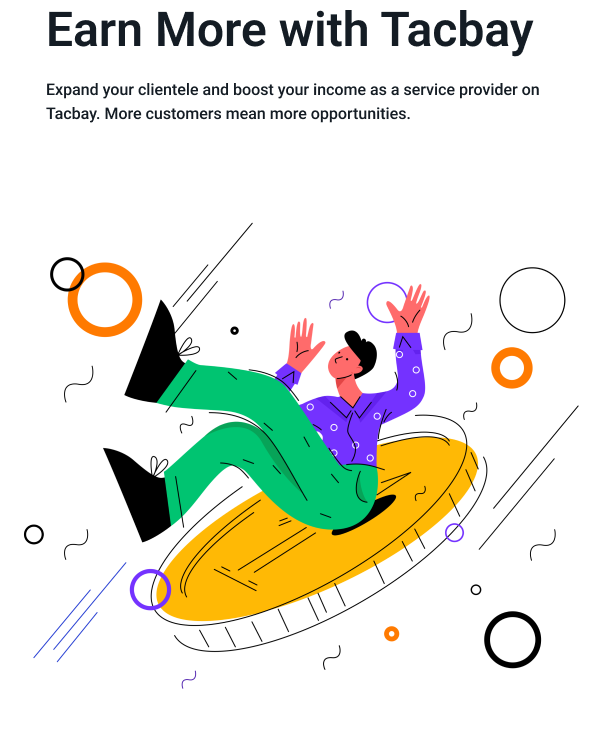 Earn More with Tacbay
Expand your clientele and boost your income as a service provider on
Tacbay. More customers mean more opportunities.